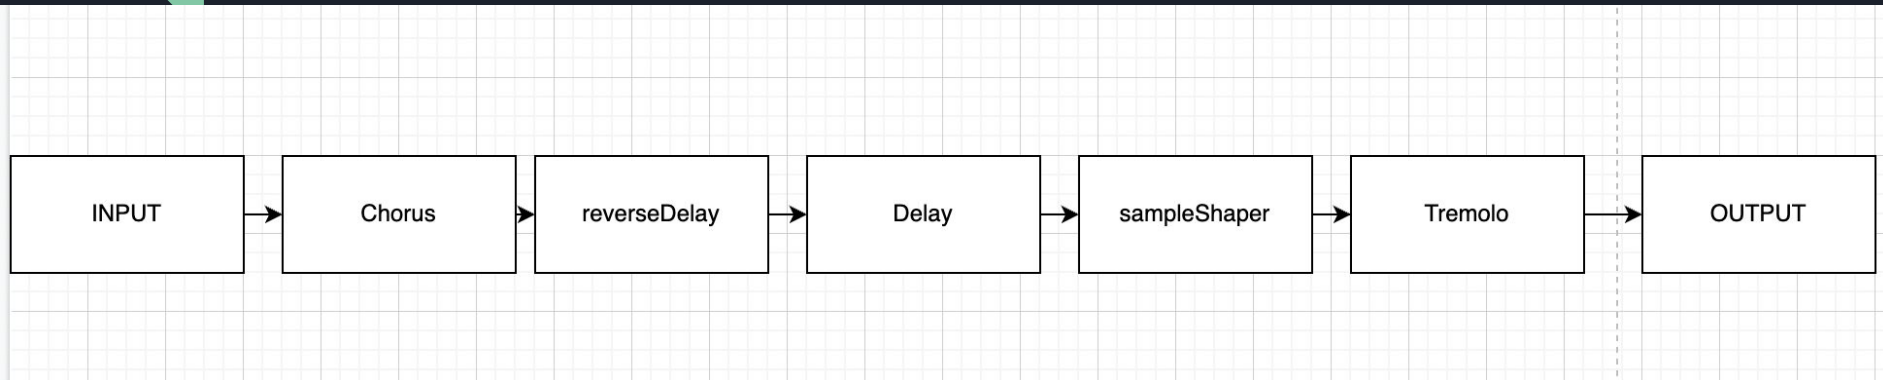 INPUT
Chorus
reverseDelay
Delay
sampleShaper
Tremolo
OUTPUT